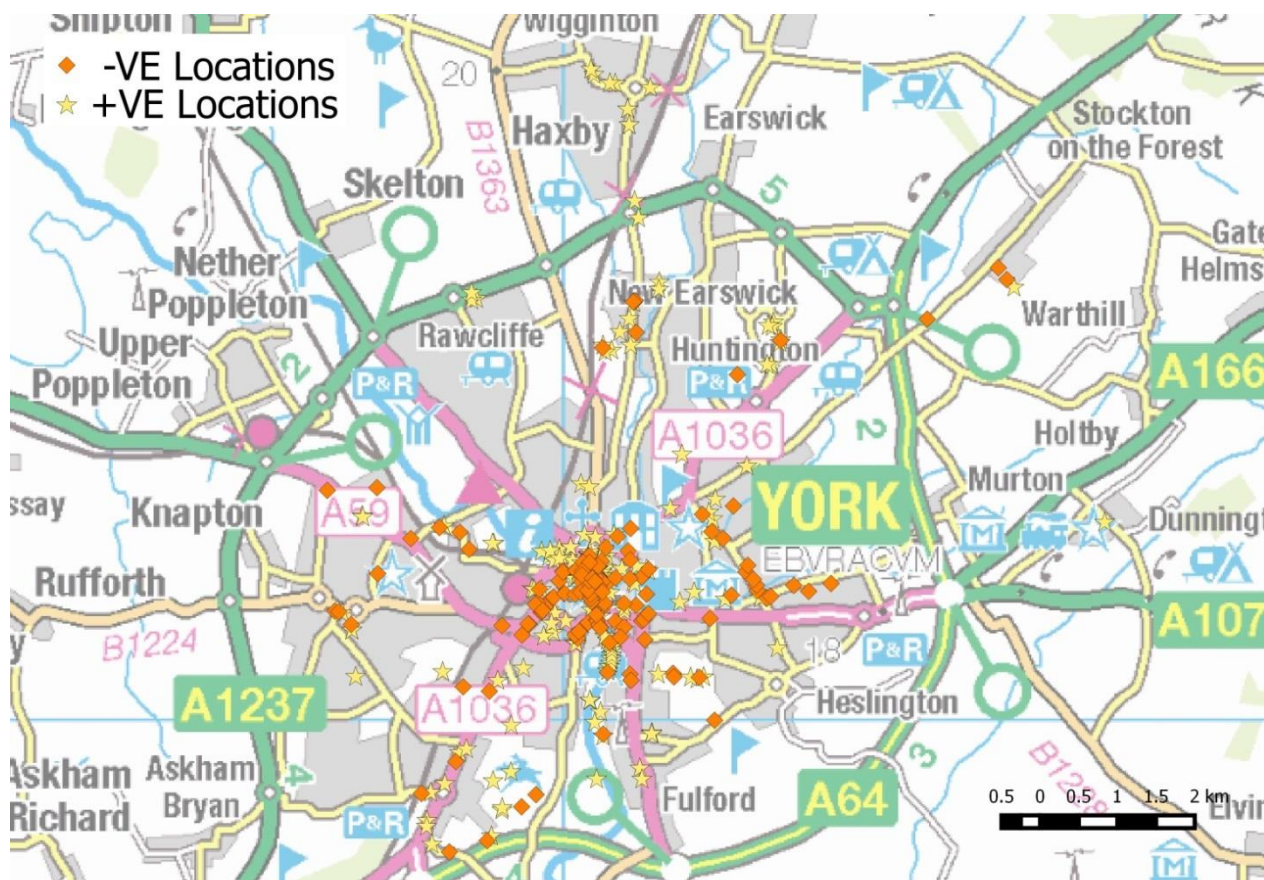 Shipton
Wigginton
-VE Locations
+VE Locations
20
B1363
Haxby
Earswick
Stockton
on the Forest
Skelton
5
Nether
Poppleton
Gate
Helms
New Earswick
Warthill
Rawcliffe
Upper
Poppleton
2
Huntington
P&R
P&R
A166
A1036
2
Holtby
Murton
Knapton
A59
YORK
EBVRACVM
Dunningt
ssay
i
Rufforth
B1224
A107
18
P&R
A1237
A1036
Heslington
3
Askham
Richard
Askham
Bryan
4
P&R
Fulford
A64
0.5 0 0.5 1 1.5 2 km
Elvin